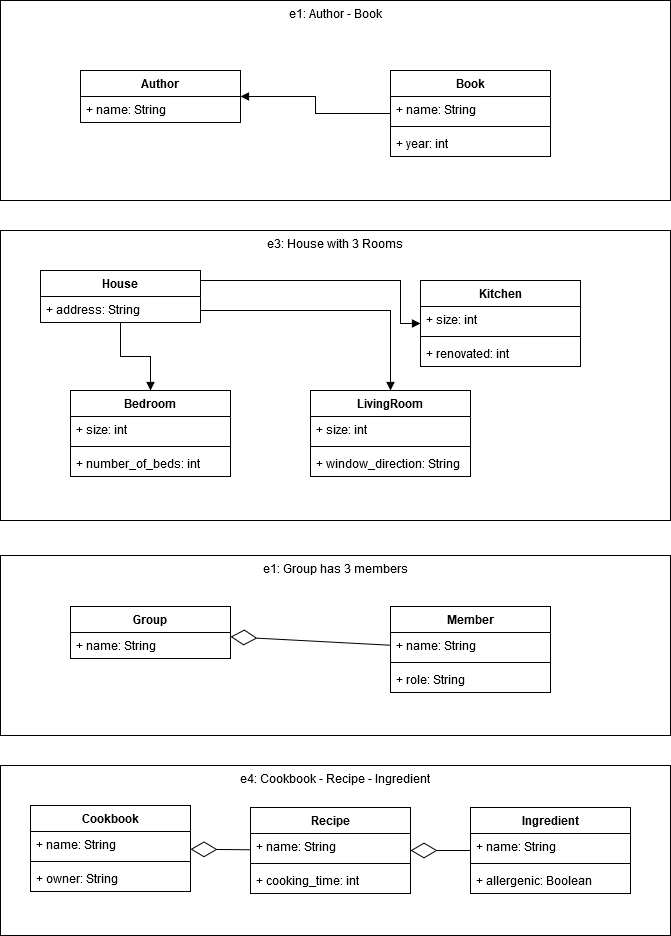 e1: Author - Book
Author
+ name: String
Book
+ name: String
+ year: int
e3: House with 3 Rooms
House
+ address: String
Kitchen
+ size: int
+ renovated: int
Bedroom
+ size: int
+ number_of_beds: int
LivingRoom
+ size: int
+ window_direction: String
e1: Group has 3 members
Group
+ name: String
Member
+ name: String
+ role: String
e4: Cookbook - Recipe - Ingredient
Cookbook
+ name: String
+ owner: String
Recipe
+ name: String
+ cooking_time: int
Ingredient
+ name: String
+ allergenic: Boolean